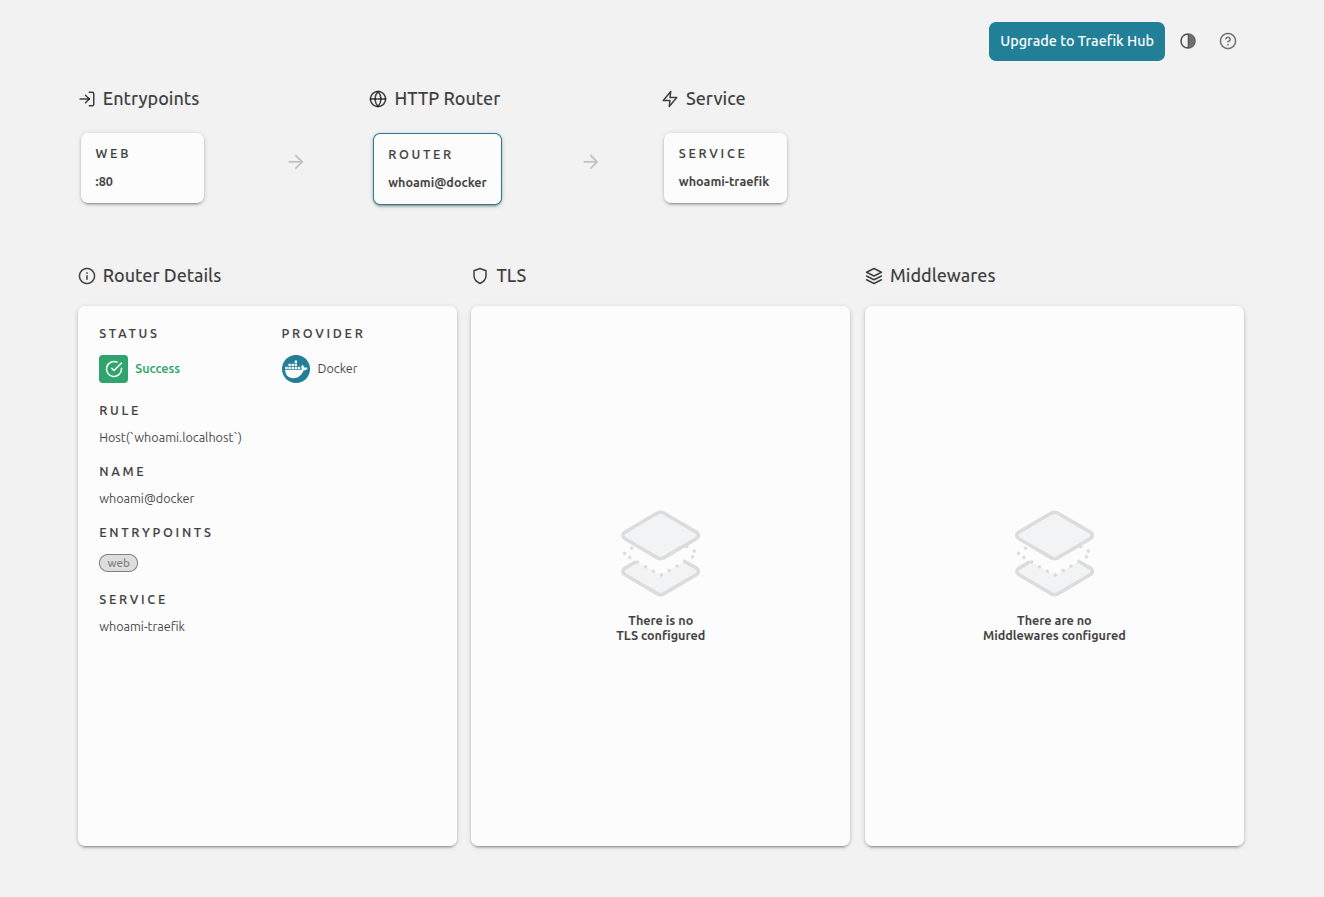 Upgrade to Traefik Hub
Entrypoints
HTTP Router
Service
WEB
:80
ROUTER
whoami@docker
SERVICE
whoami-traefik
Router Details
TLS
Middlewares
STATUS
PROVIDER
Success
Docker
RULE
Host(`whoami.localhost`)
NAME
whoami@docker
ENTRYPOINTS
web
SERVICE
whoami-traefik
There is no
TLS configured
There are no
Middlewares configured